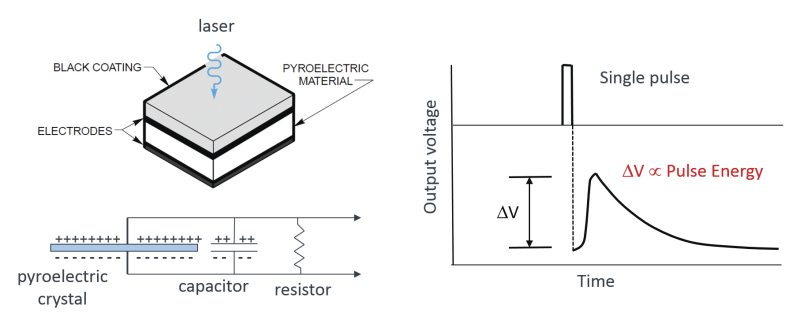 laser
BLACK COATING
PYROELECTRIC
MATERIAL
ELECTRODES
++++++++ ++++++++ ++ ++
-------- -------- -- --
pyroelectric
crystal
capacitor
resistor
Output voltage
Single pulse
ΔV ∝ Pulse Energy
ΔV
Time